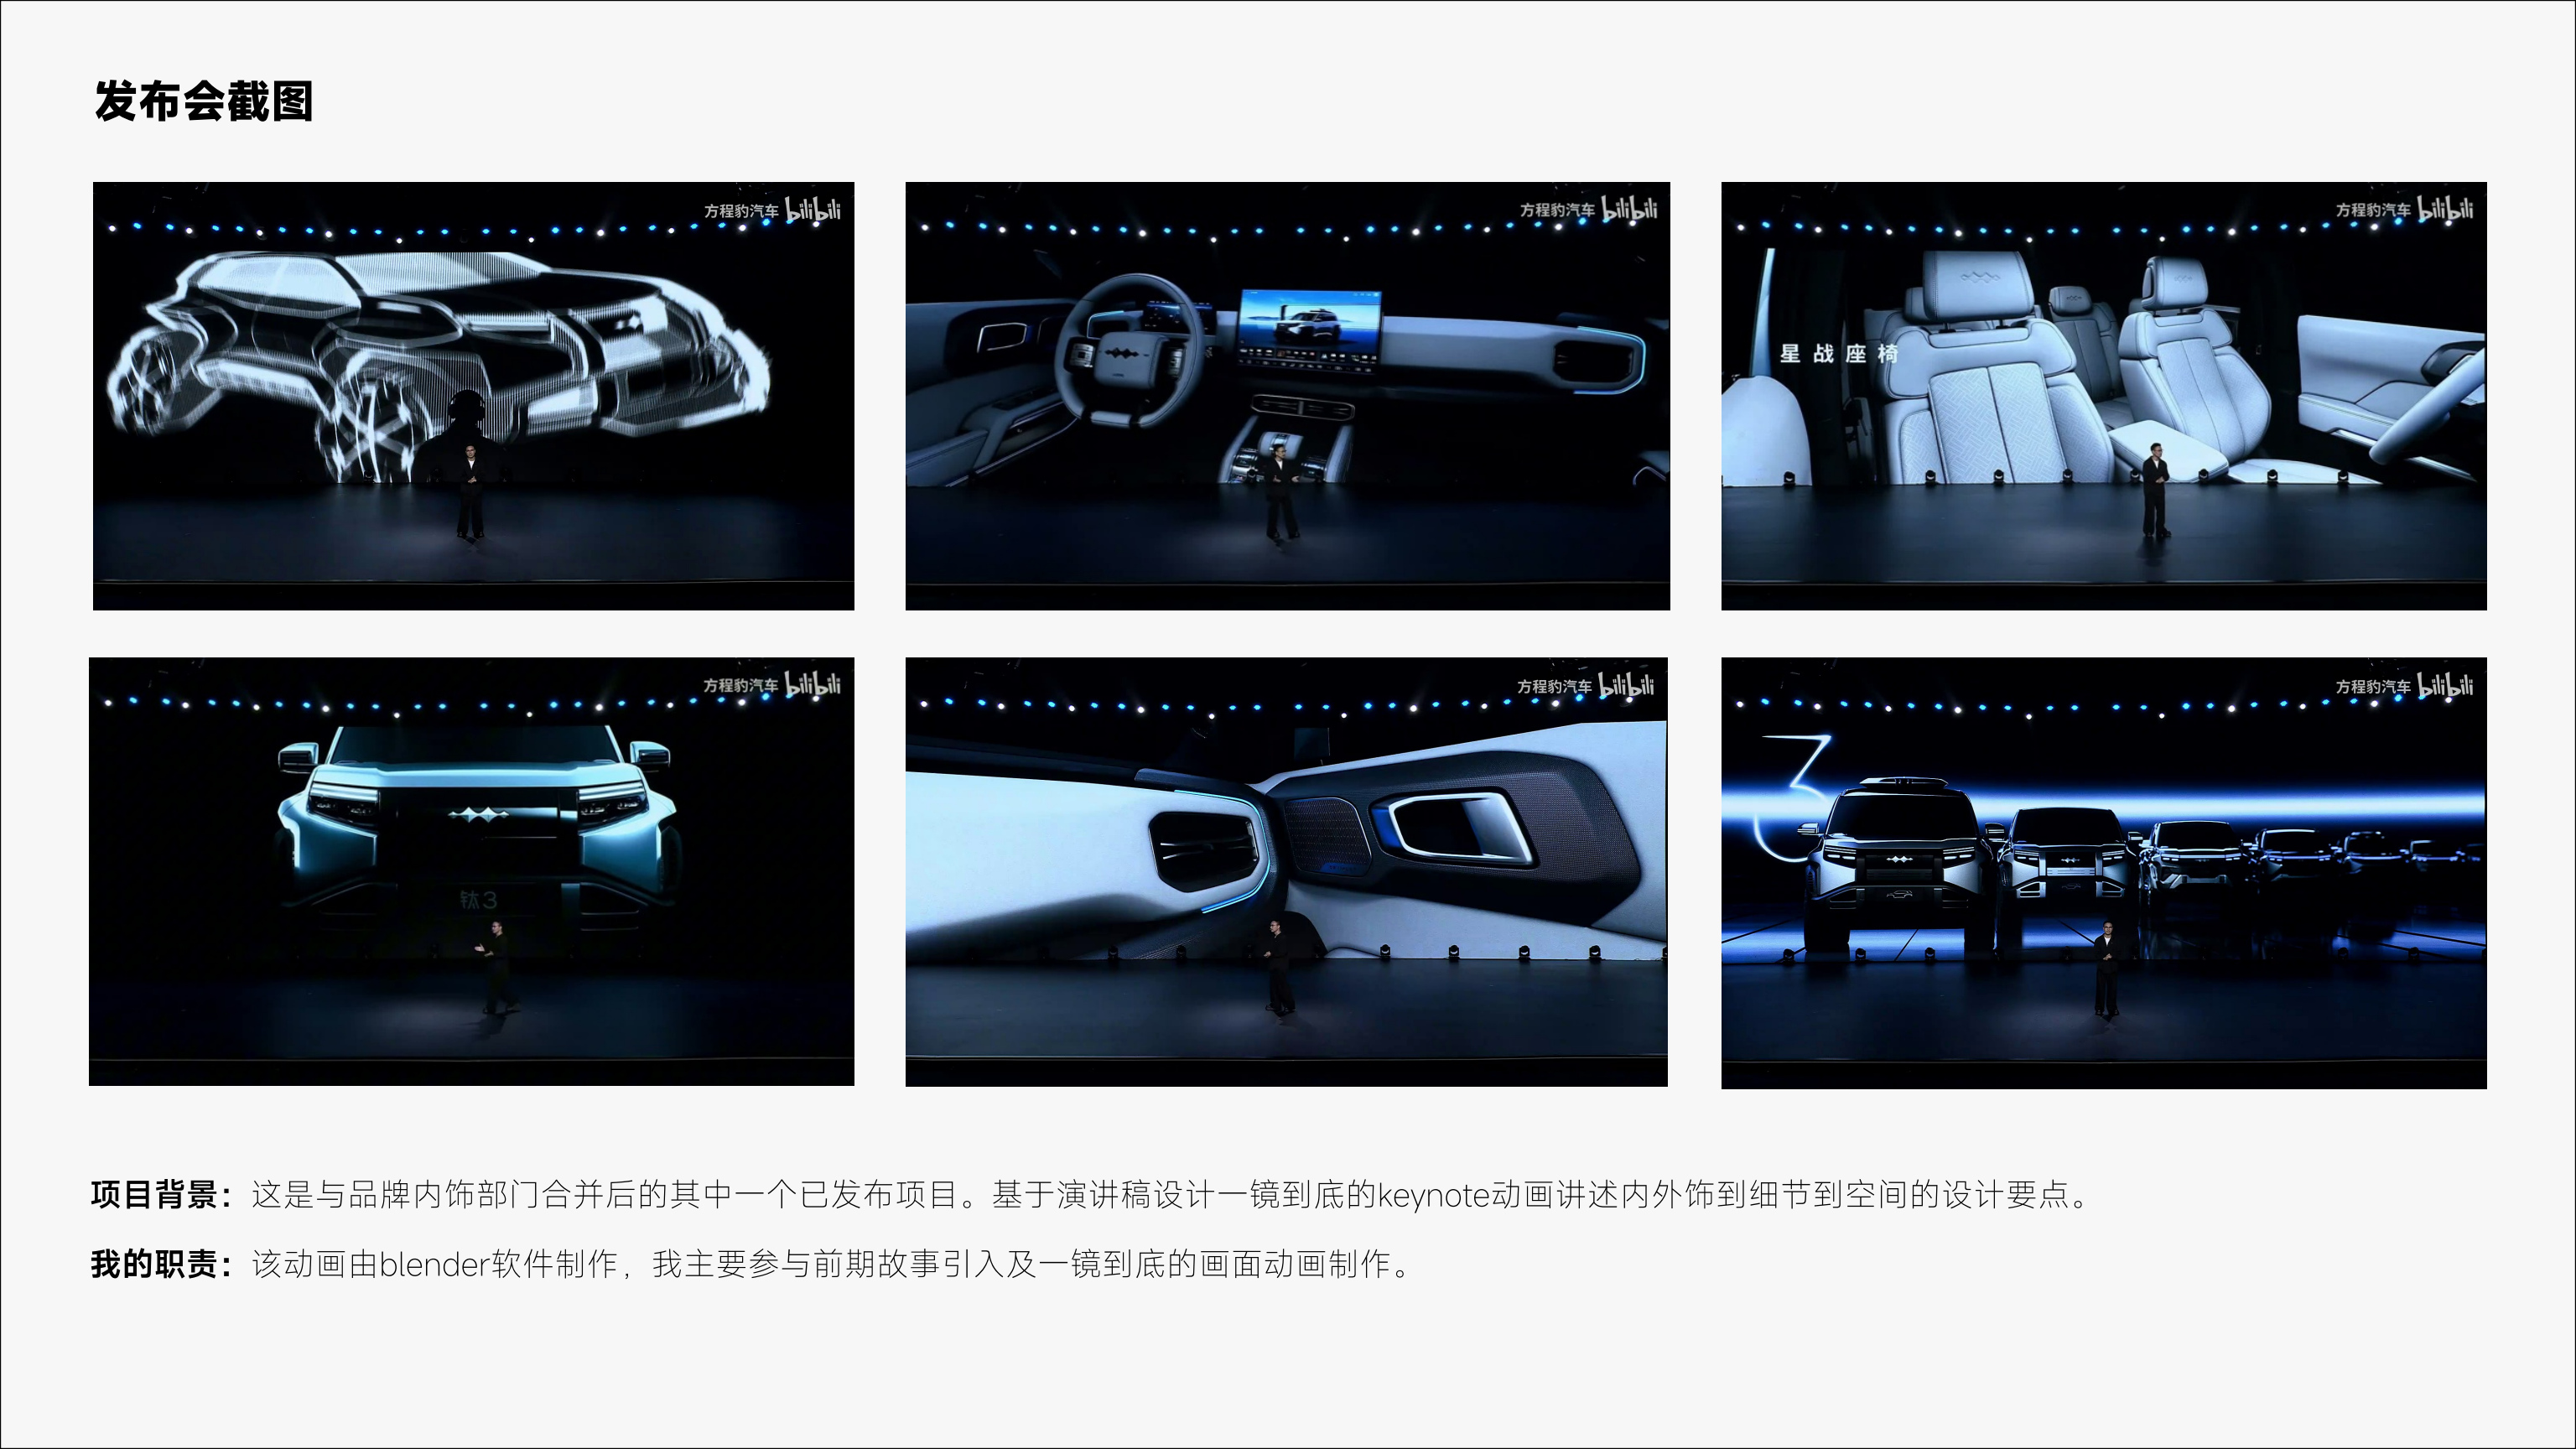 发布会截图
方程豹汽车 bilibili
方程豹汽车 bilibili
方程豹汽车 bilibili
星战座椅
方程豹汽车 bilibili
方程豹汽车 bilibili
方程豹汽车 bilibili
钛3
3
项目背景：这是与品牌内饰部门合并后的其中一个已发布项目。基于演讲稿设计一镜到底的keynote动画讲述内外饰到细节到空间的设计要点。
我的职责：该动画由blender软件制作，我主要参与前期故事引入及一镜到底的画面动画制作。